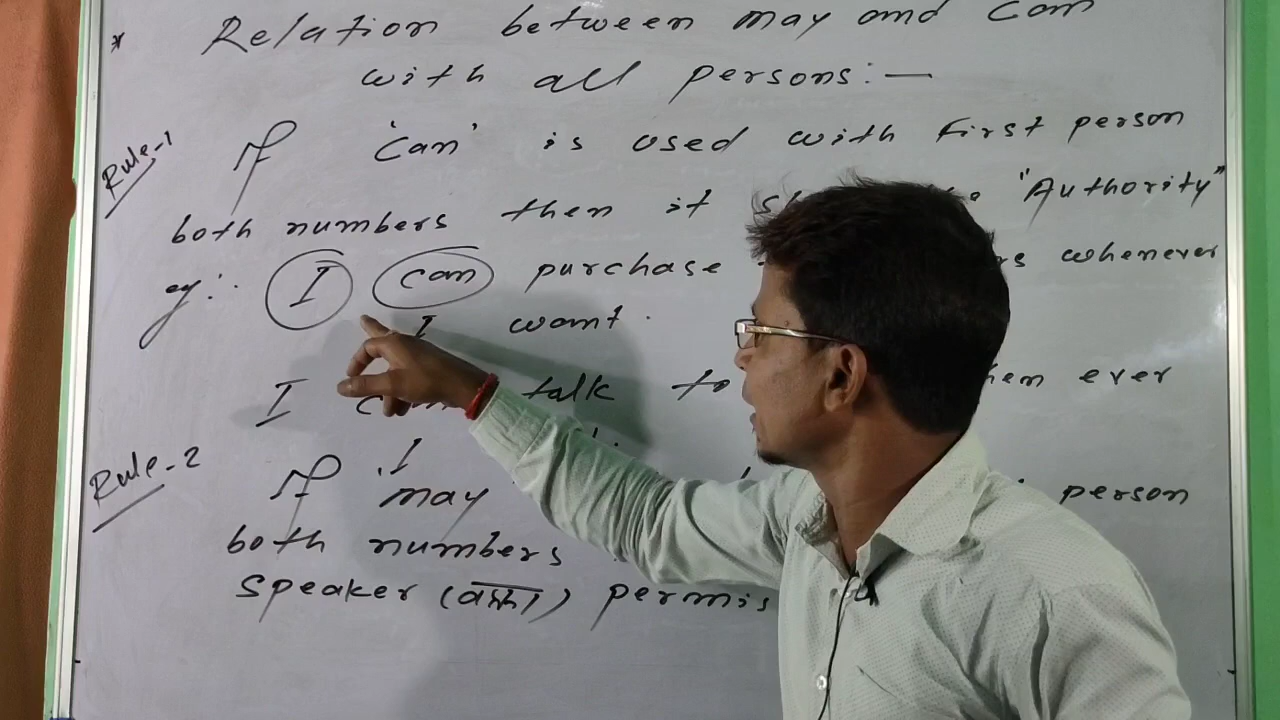 * Relation between may and can
with all persons:—
Rule-1 If 'can' is used with first person
both numbers then it "Authority"
eg:. I can purchase whenever
I want.
I can talk to ever
I
Rule-2 If may person
both numbers
speaker (वक्ता) permis